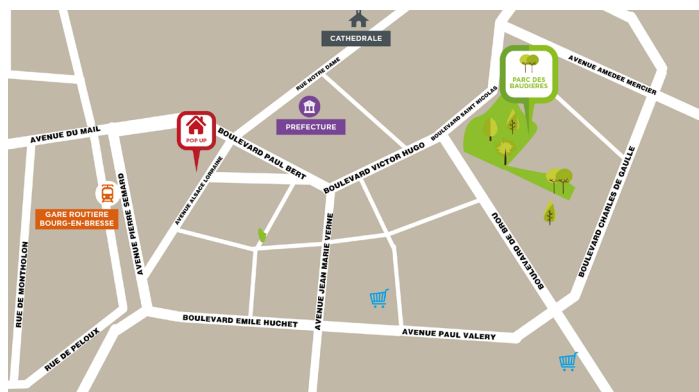 CATHEDRALE
RUE NOTRE DAME
AVENUE AMEDEE MERCIER
PARC DES
BAUDIÈRES
PREFECTURE
BOULEVARD SAINT NICOLAS
AVENUE DU MAIL
POP UP
BOULEVARD PAUL BERT
BOULEVARD VICTOR HUGO
AVENUE ALSACE LORRAINE
GARE ROUTIERE
BOURG-EN-BRESSE
AVENUE PIERRE SEMARD
RUE DE MONTHOLON
AVENUE JEAN MARIE VERNE
BOULEVARD DE BROU
BOULEVARD CHARLES DE GAULLE
BOULEVARD EMILE HUCHET
AVENUE PAUL VALERY
RUE DE PELOUX